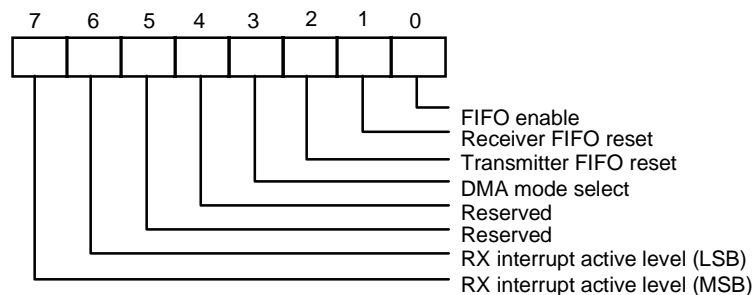 7 6 5 4 3 2 1 0
FIFO enable
Receiver FIFO reset
Transmitter FIFO reset
DMA mode select
Reserved
Reserved
RX interrupt active level (LSB)
RX interrupt active level (MSB)